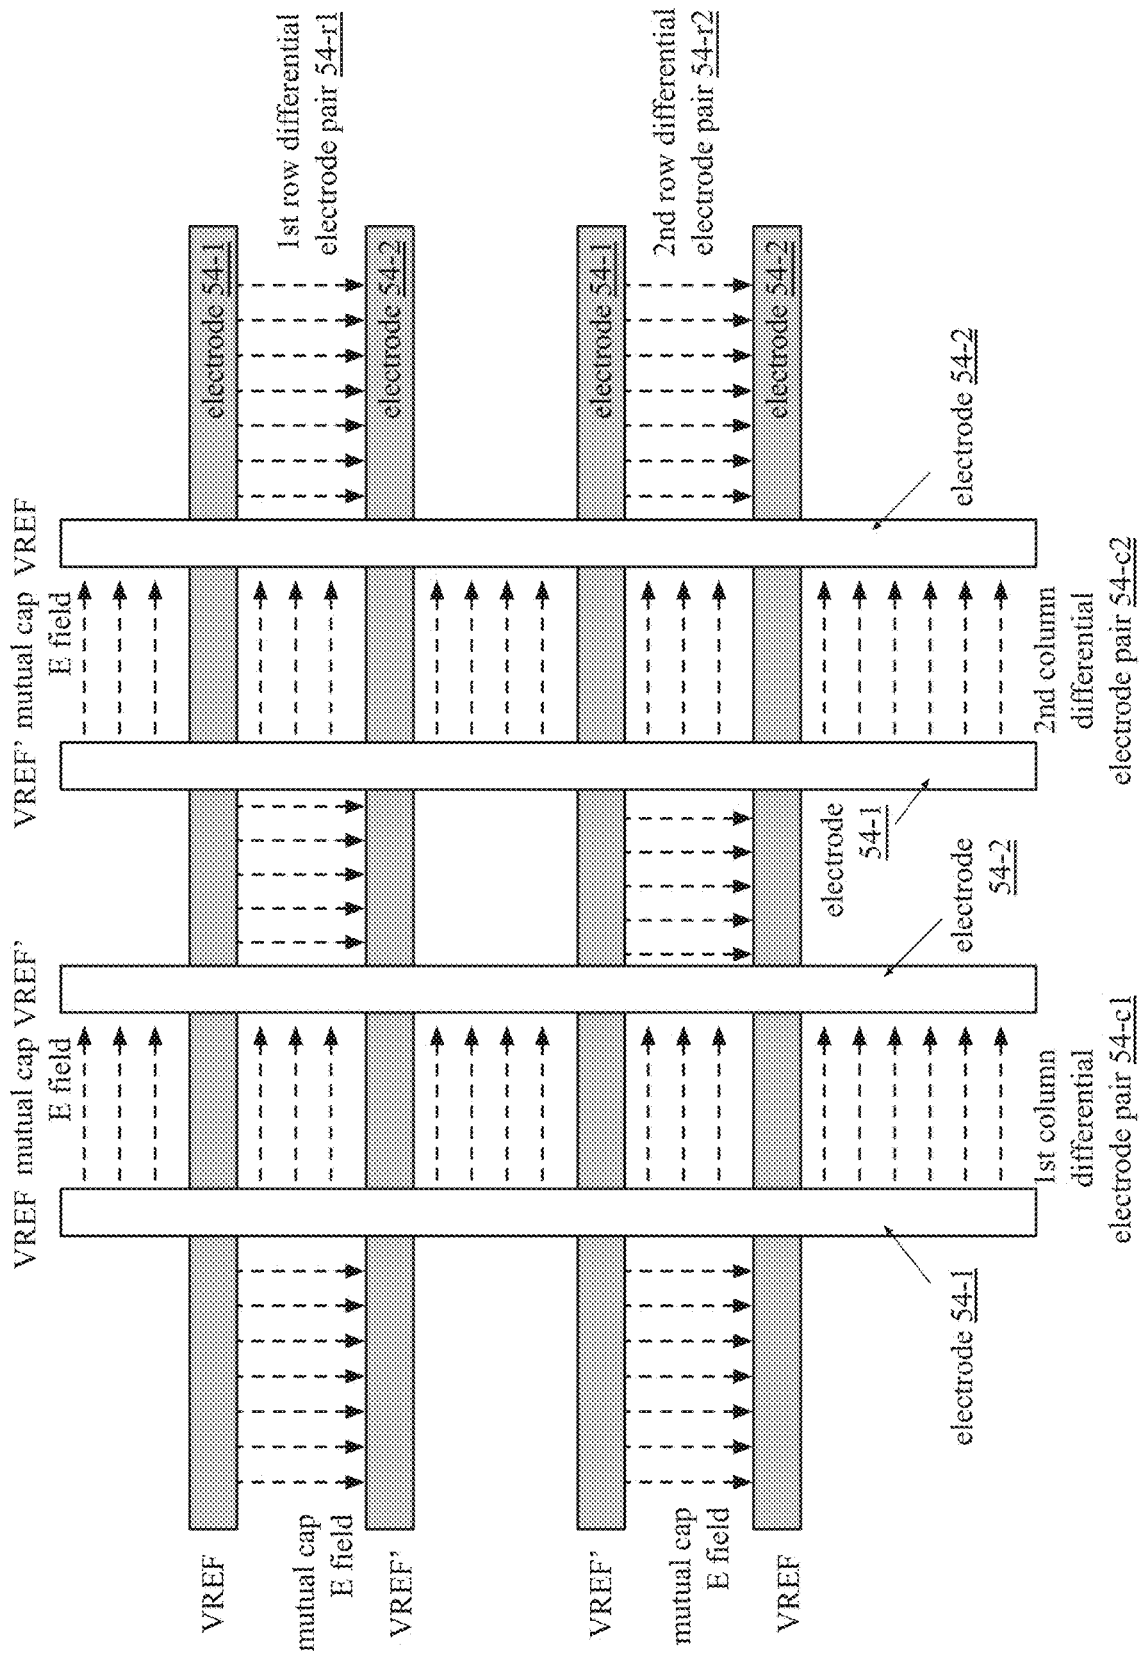 VREF mutual cap VREF'
E field
VREF' mutual cap VREF
E field
VREF
electrode 54-1
1st row differential
electrode pair 54-r1
mutual cap
E field
VREF'
electrode 54-2
VREF'
electrode 54-1
2nd row differential
electrode pair 54-r2
mutual cap
E field
VREF
electrode 54-2
electrode
54-1
electrode 54-1
electrode
54-2
electrode 54-2
1st column
differential
electrode pair 54-c1
2nd column
differential
electrode pair 54-c2